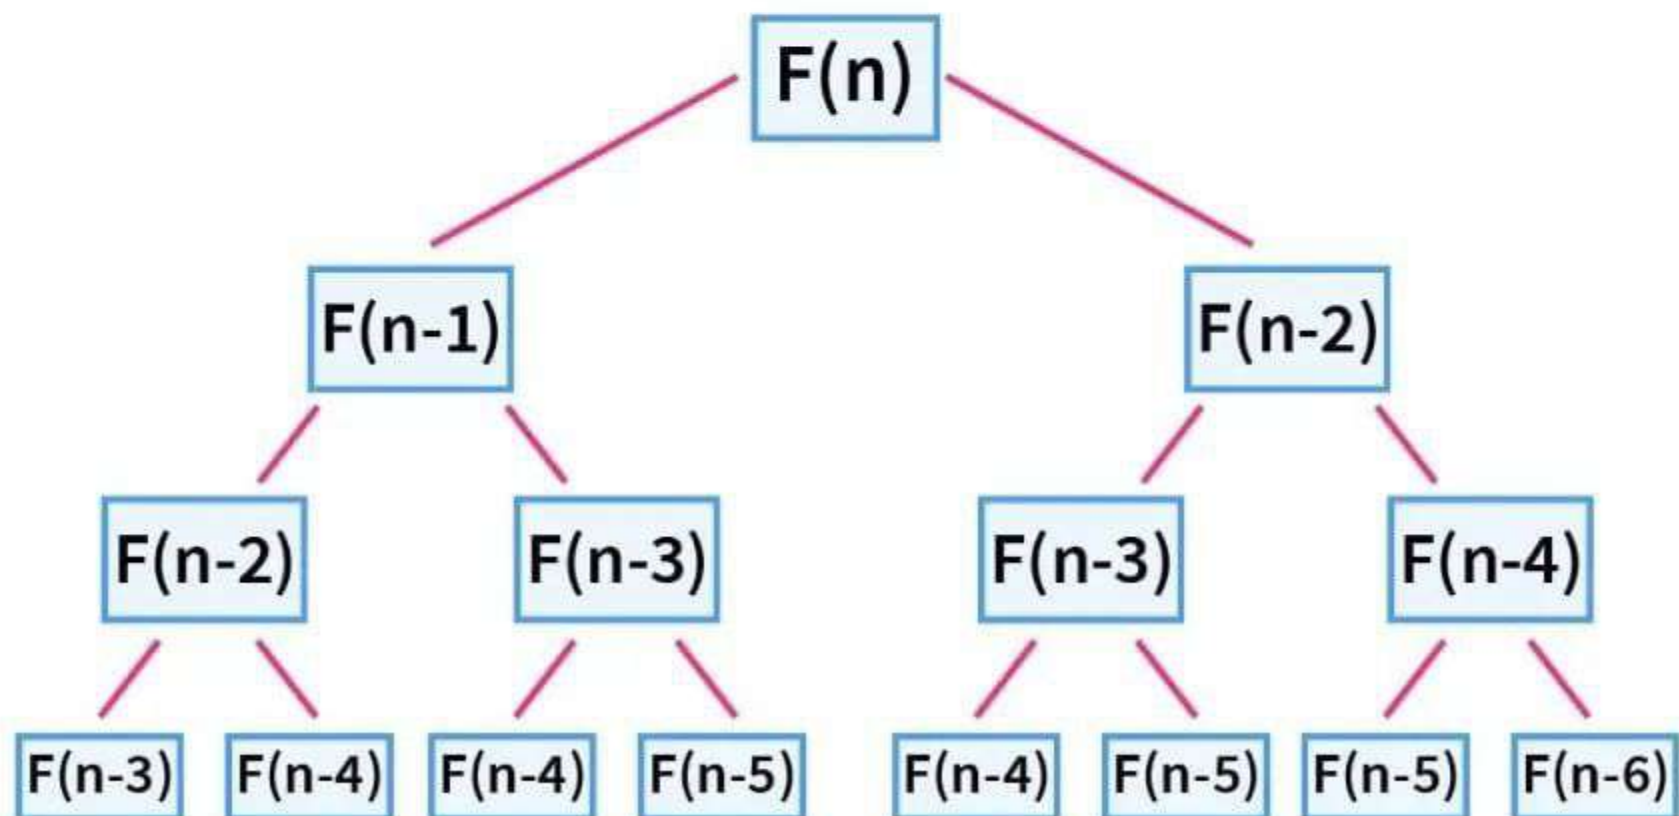 F(n)
F(n-1) F(n-2)
F(n-2) F(n-3) F(n-3) F(n-4)
F(n-3) F(n-4) F(n-4) F(n-5) F(n-4) F(n-5) F(n-5) F(n-6)